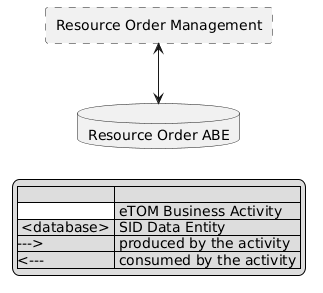 Resource Order Management
Resource Order ABE
eTOM Business Activity
<database> SID Data Entity
---> produced by the activity
<--- consumed by the activity